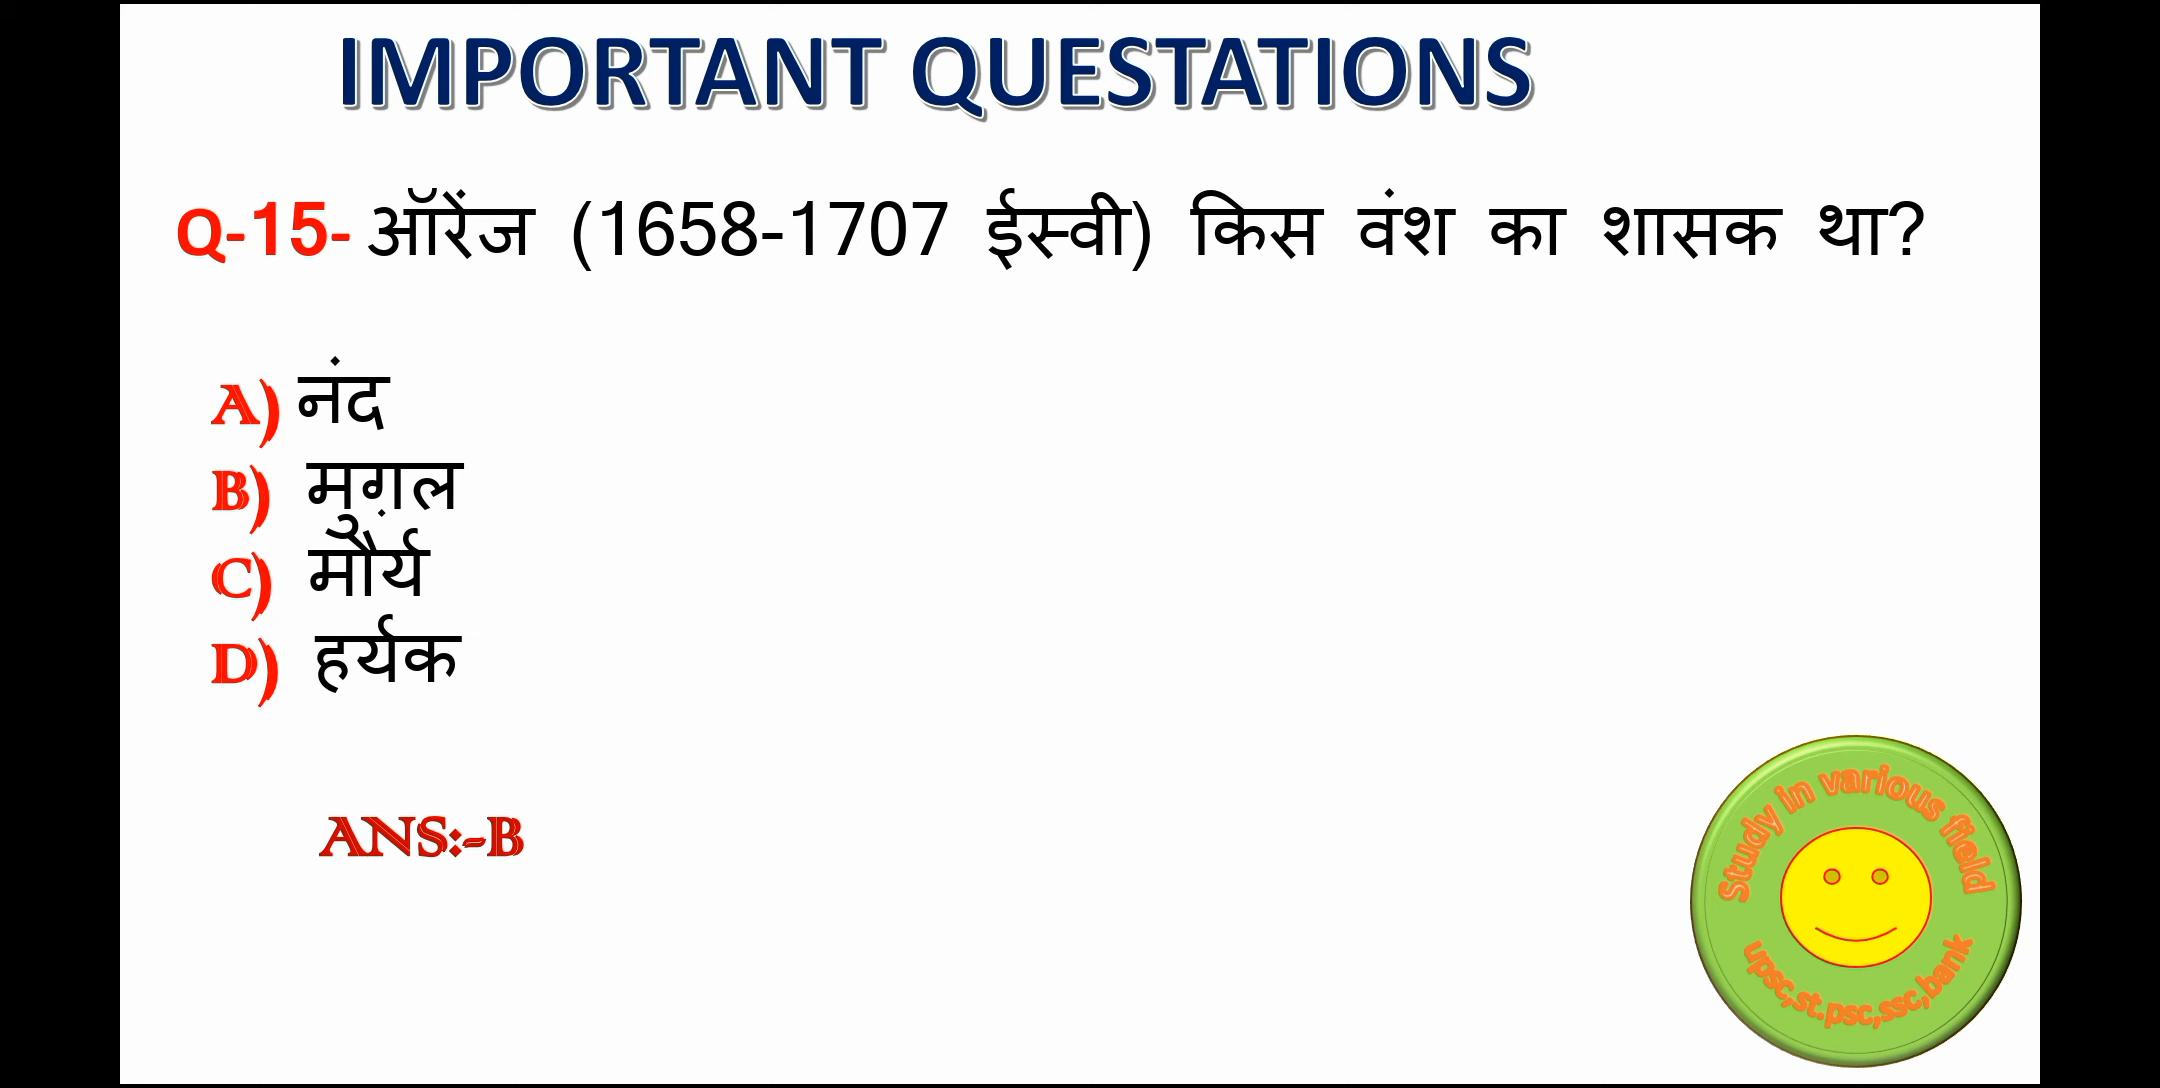 IMPORTANT QUESTATIONS
Q-15- ऑरेंज (1658-1707 ईस्वी) किस वंश का शासक था?
A) नंद
B) मुग़ल
C) मौर्य
D) हर्यक
ANS:-B
Study in various field
upsc,st.psc,ssc,bank